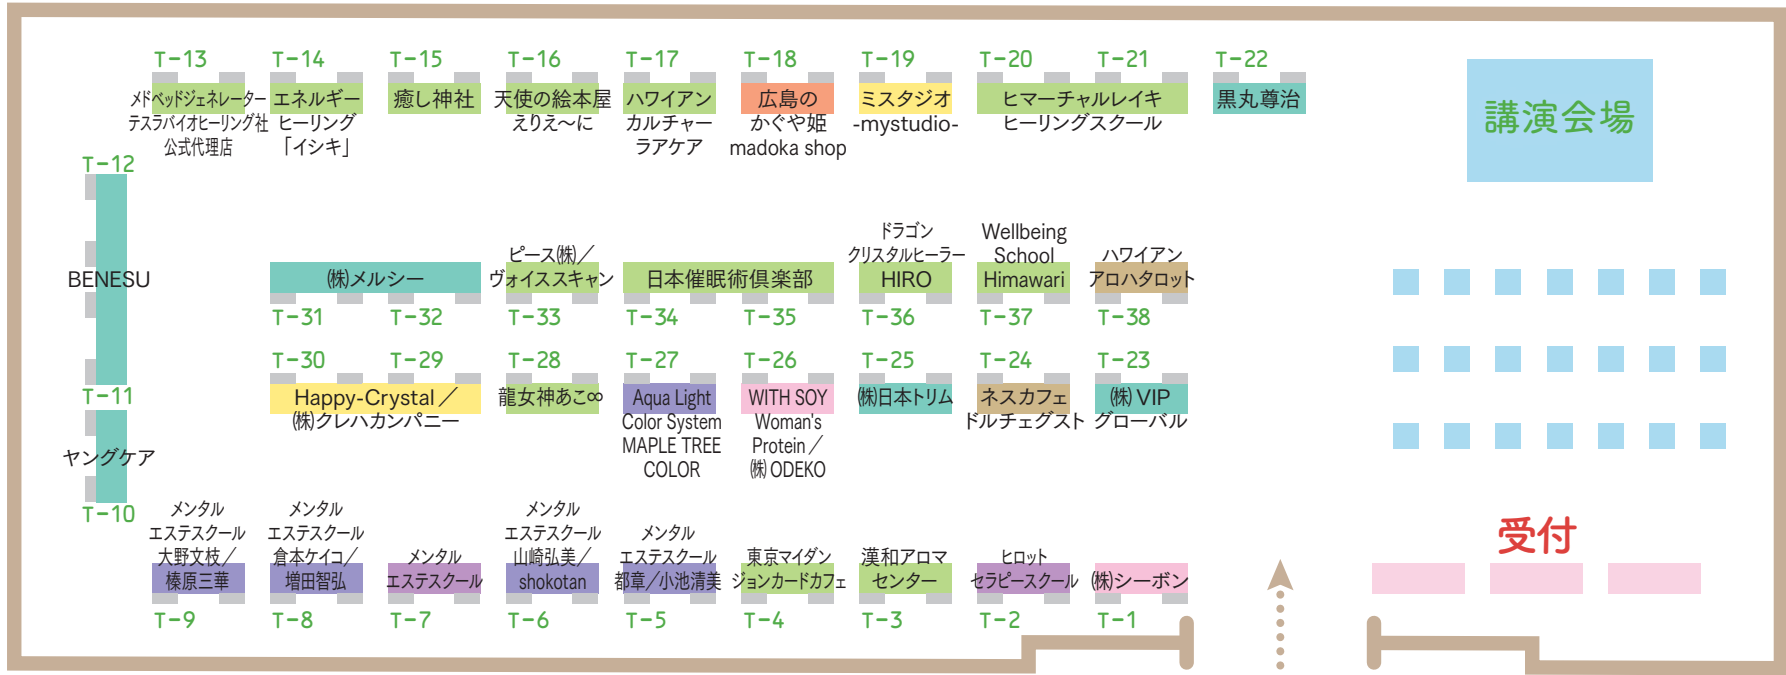 T-13
メドベッドジェネレーター
テスラバイオヒーリング社
公式代理店
T-14
エネルギー
ヒーリング
「イシキ」
T-15
癒し神社
T-16
天使の絵本屋
えりえ〜に
T-17
ハワイアン
カルチャー
ラアケア
T-18
広島の
かぐや姫
madoka shop
T-19
ミスタジオ
-mystudio-
T-20
T-21
ヒマーチャルレイキ
ヒーリングスクール
T-22
黒丸尊治
講演会場
T-12
BENESU
T-11
ヤングケア
T-10
㈱メルシー
T-31
T-32
ピース㈱／
ヴォイススキャン
T-33
日本催眠術倶楽部
T-34
T-35
ドラゴン
クリスタルヒーラー
HIRO
T-36
Wellbeing
School
Himawari
T-37
ハワイアン
アロハタロット
T-38
T-30
T-29
Happy-Crystal／
㈱クレハカンパニー
T-28
龍女神あこ∞
T-27
Aqua Light
Color System
MAPLE TREE
COLOR
T-26
WITH SOY
Woman's
Protein／
㈱ODEKO
T-25
㈱日本トリム
T-24
ネスカフェ
ドルチェグスト
T-23
㈱VIP
グローバル
メンタル
エステスクール
大野文枝／
榛原三華
T-9
メンタル
エステスクール
倉本ケイコ／
増田智弘
T-8
メンタル
エステスクール
T-7
メンタル
エステスクール
山崎弘美／
shokotan
T-6
メンタル
エステスクール
都章／小池清美
T-5
東京マイダン
ジョンカードカフェ
T-4
漢和アロマ
センター
T-3
ヒロット
セラピースクール
T-2
㈱シーボン
T-1
受付